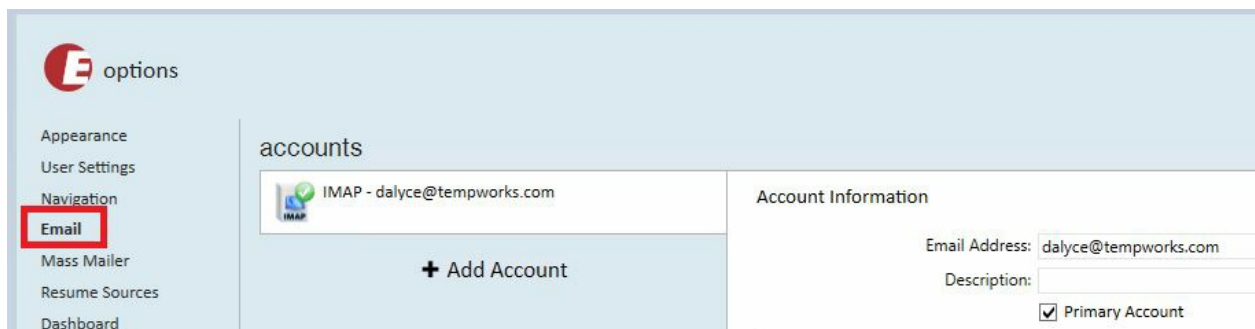 E options
Appearance
User Settings
Navigation
Email
Mass Mailer
Resume Sources
Dashboard
accounts
IMAP
IMAP - dalyce@tempworks.com
+ Add Account
Account Information
Email Address: dalyce@tempworks.com
Description:
Primary Account